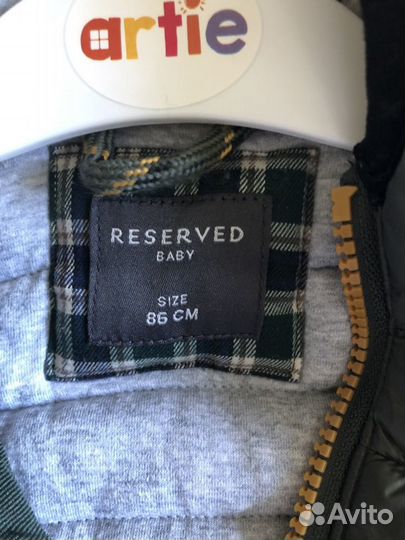 artie
RESERVED
BABY
SIZE
86 CM
Avito